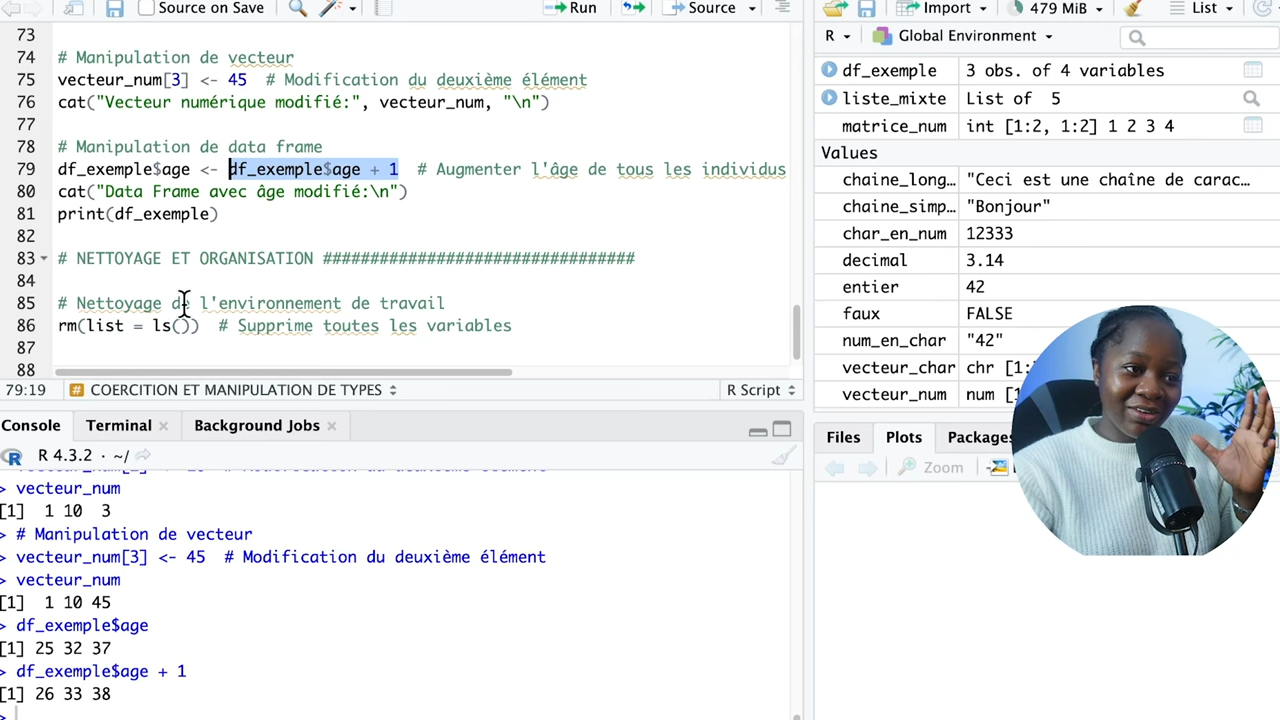 Source on Save
Run
Source
73
74 # Manipulation de vecteur
75 vecteur_num[3] <- 45 # Modification du deuxième élément
76 cat("Vecteur numérique modifié:", vecteur_num, "\n")
77
78 # Manipulation de data frame
79 df_exemple$age <- df_exemple$age + 1 # Augmenter l'âge de tous les individus
80 cat("Data Frame avec âge modifié:\n")
81 print(df_exemple)
82
83 # NETTOYAGE ET ORGANISATION #################################
84
85 # Nettoyage de l'environnement de travail
86 rm(list = ls()) # Supprime toutes les variables
87
88
79:19 # COERCITION ET MANIPULATION DE TYPES R Script
Console Terminal Background Jobs
R R 4.3.2 · ~/
> vecteur_num
[1] 1 10 3
> # Manipulation de vecteur
> vecteur_num[3] <- 45 # Modification du deuxième élément
> vecteur_num
[1] 1 10 45
> df_exemple$age
[1] 25 32 37
> df_exemple$age + 1
[1] 26 33 38
>
Import 479 MiB List
R Global Environment
df_exemple 3 obs. of 4 variables
liste_mixte List of 5
matrice_num int [1:2, 1:2] 1 2 3 4
Values
chaine_long… "Ceci est une chaîne de carac…
chaine_simp… "Bonjour"
char_en_num 12333
decimal 3.14
entier 42
faux FALSE
num_en_char "42"
vecteur_char chr [1:
vecteur_num num [1
Files Plots Packages
Zoom